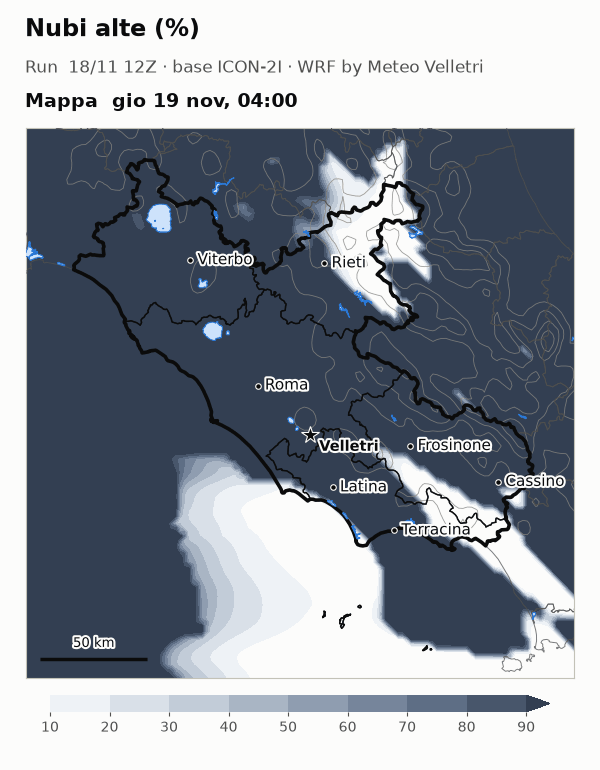 Nubi alte (%)
Run 18/11 12Z · base ICON-2I · WRF by Meteo Velletri
Mappa gio 19 nov, 04:00
Viterbo
Rieti
Roma
Velletri
Frosinone
Cassino
Latina
Terracina
50 km
10 20 30 40 50 60 70 80 90